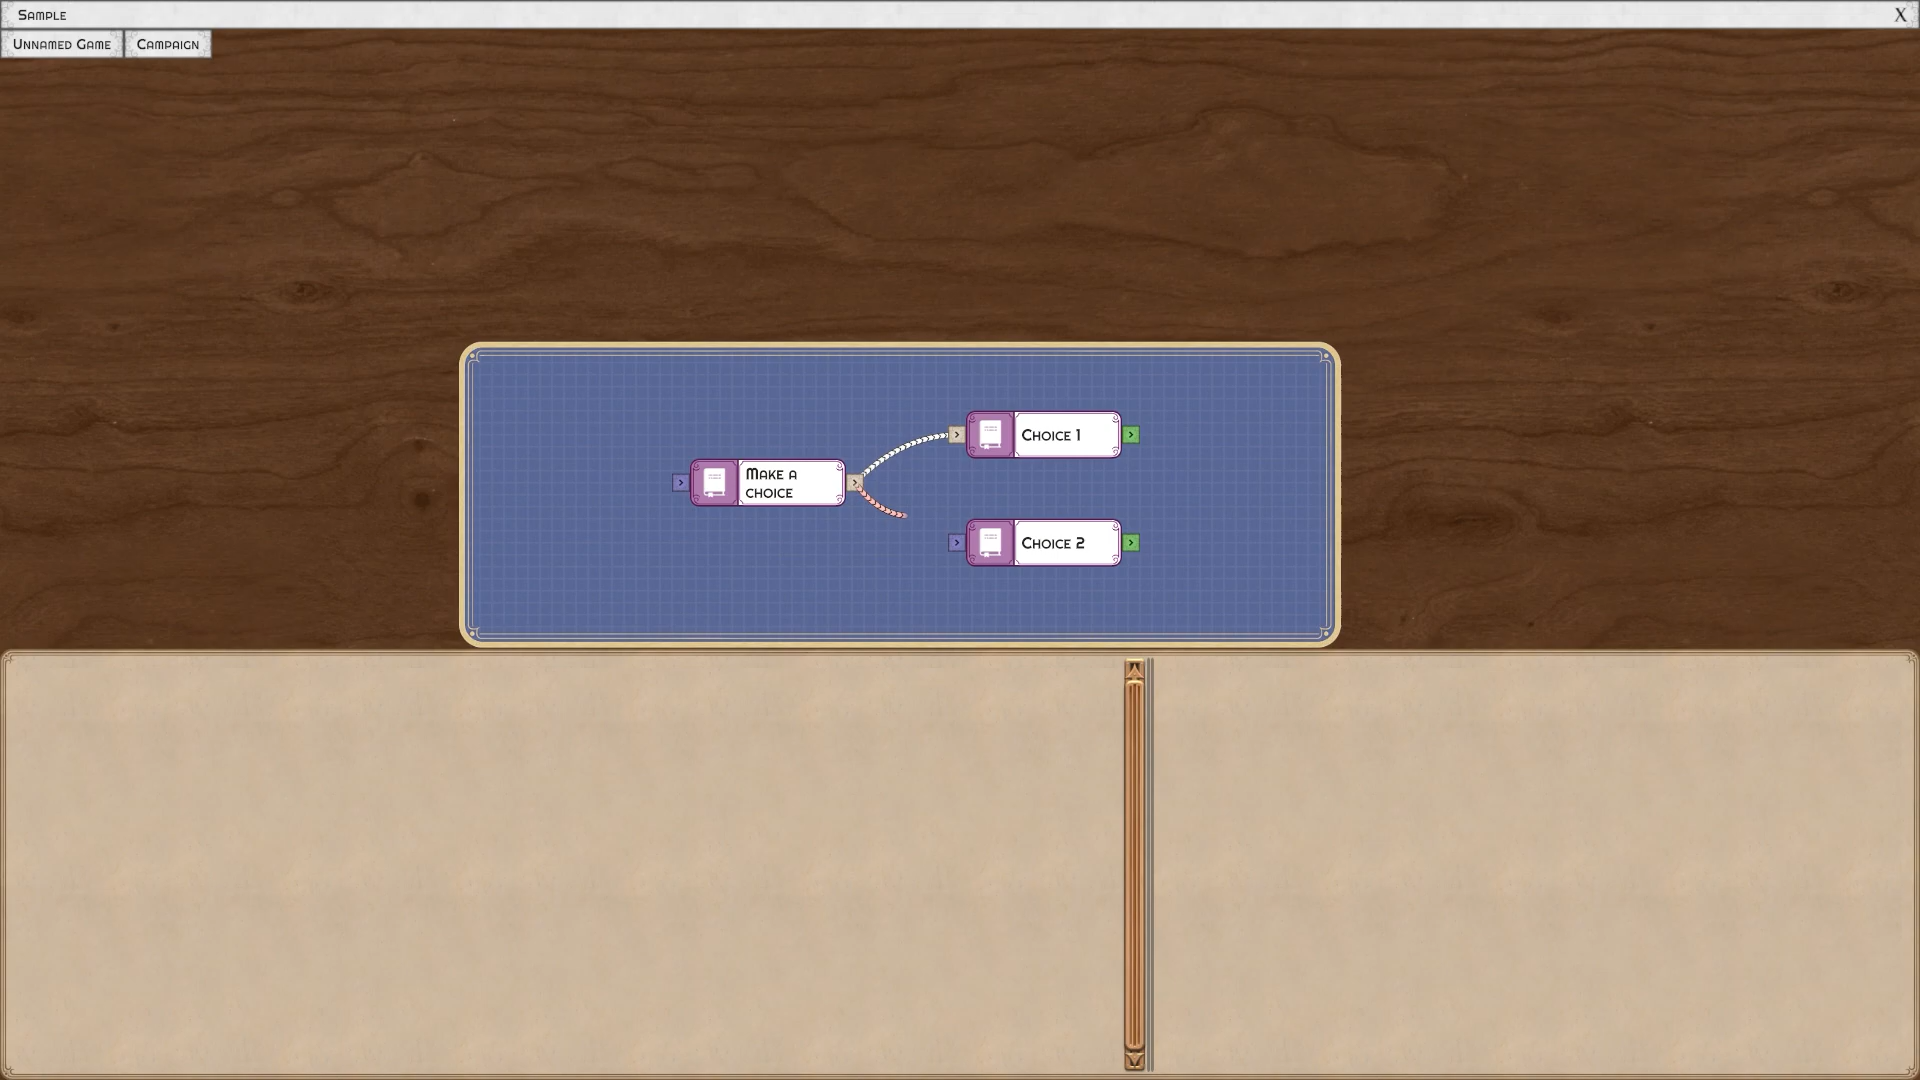 Sample
X
Unnamed Game
Campaign
Choice 1
Make a
choice
Choice 2